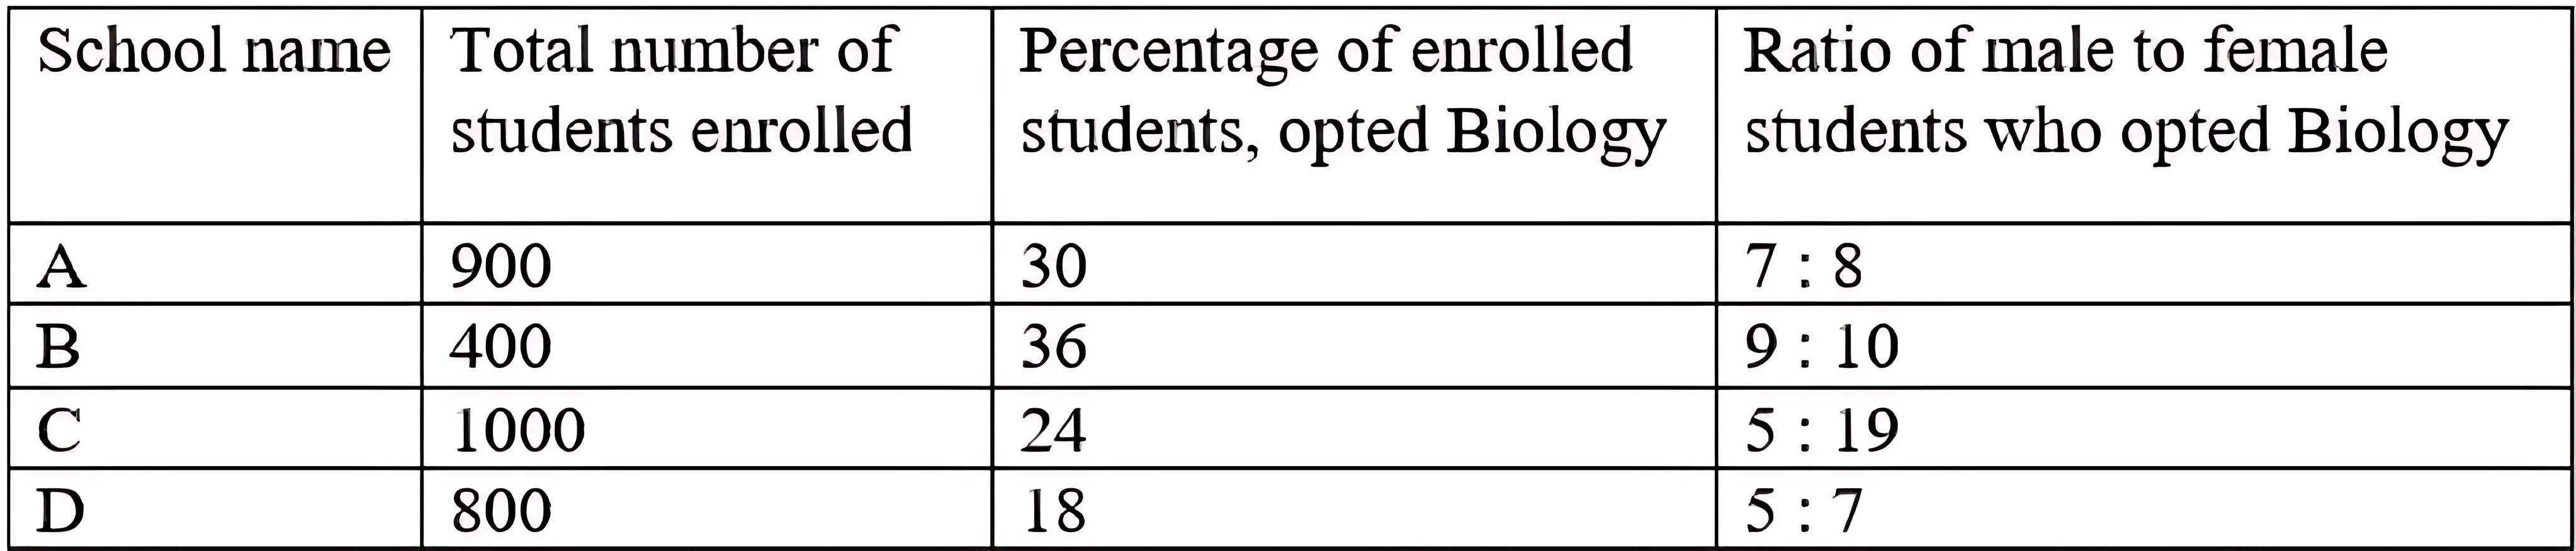 School name | Total number of students enrolled | Percentage of enrolled students, opted Biology | Ratio of male to female students who opted Biology
A | 900 | 30 | 7 : 8
B | 400 | 36 | 9 : 10
C | 1000 | 24 | 5 : 19
D | 800 | 18 | 5 : 7